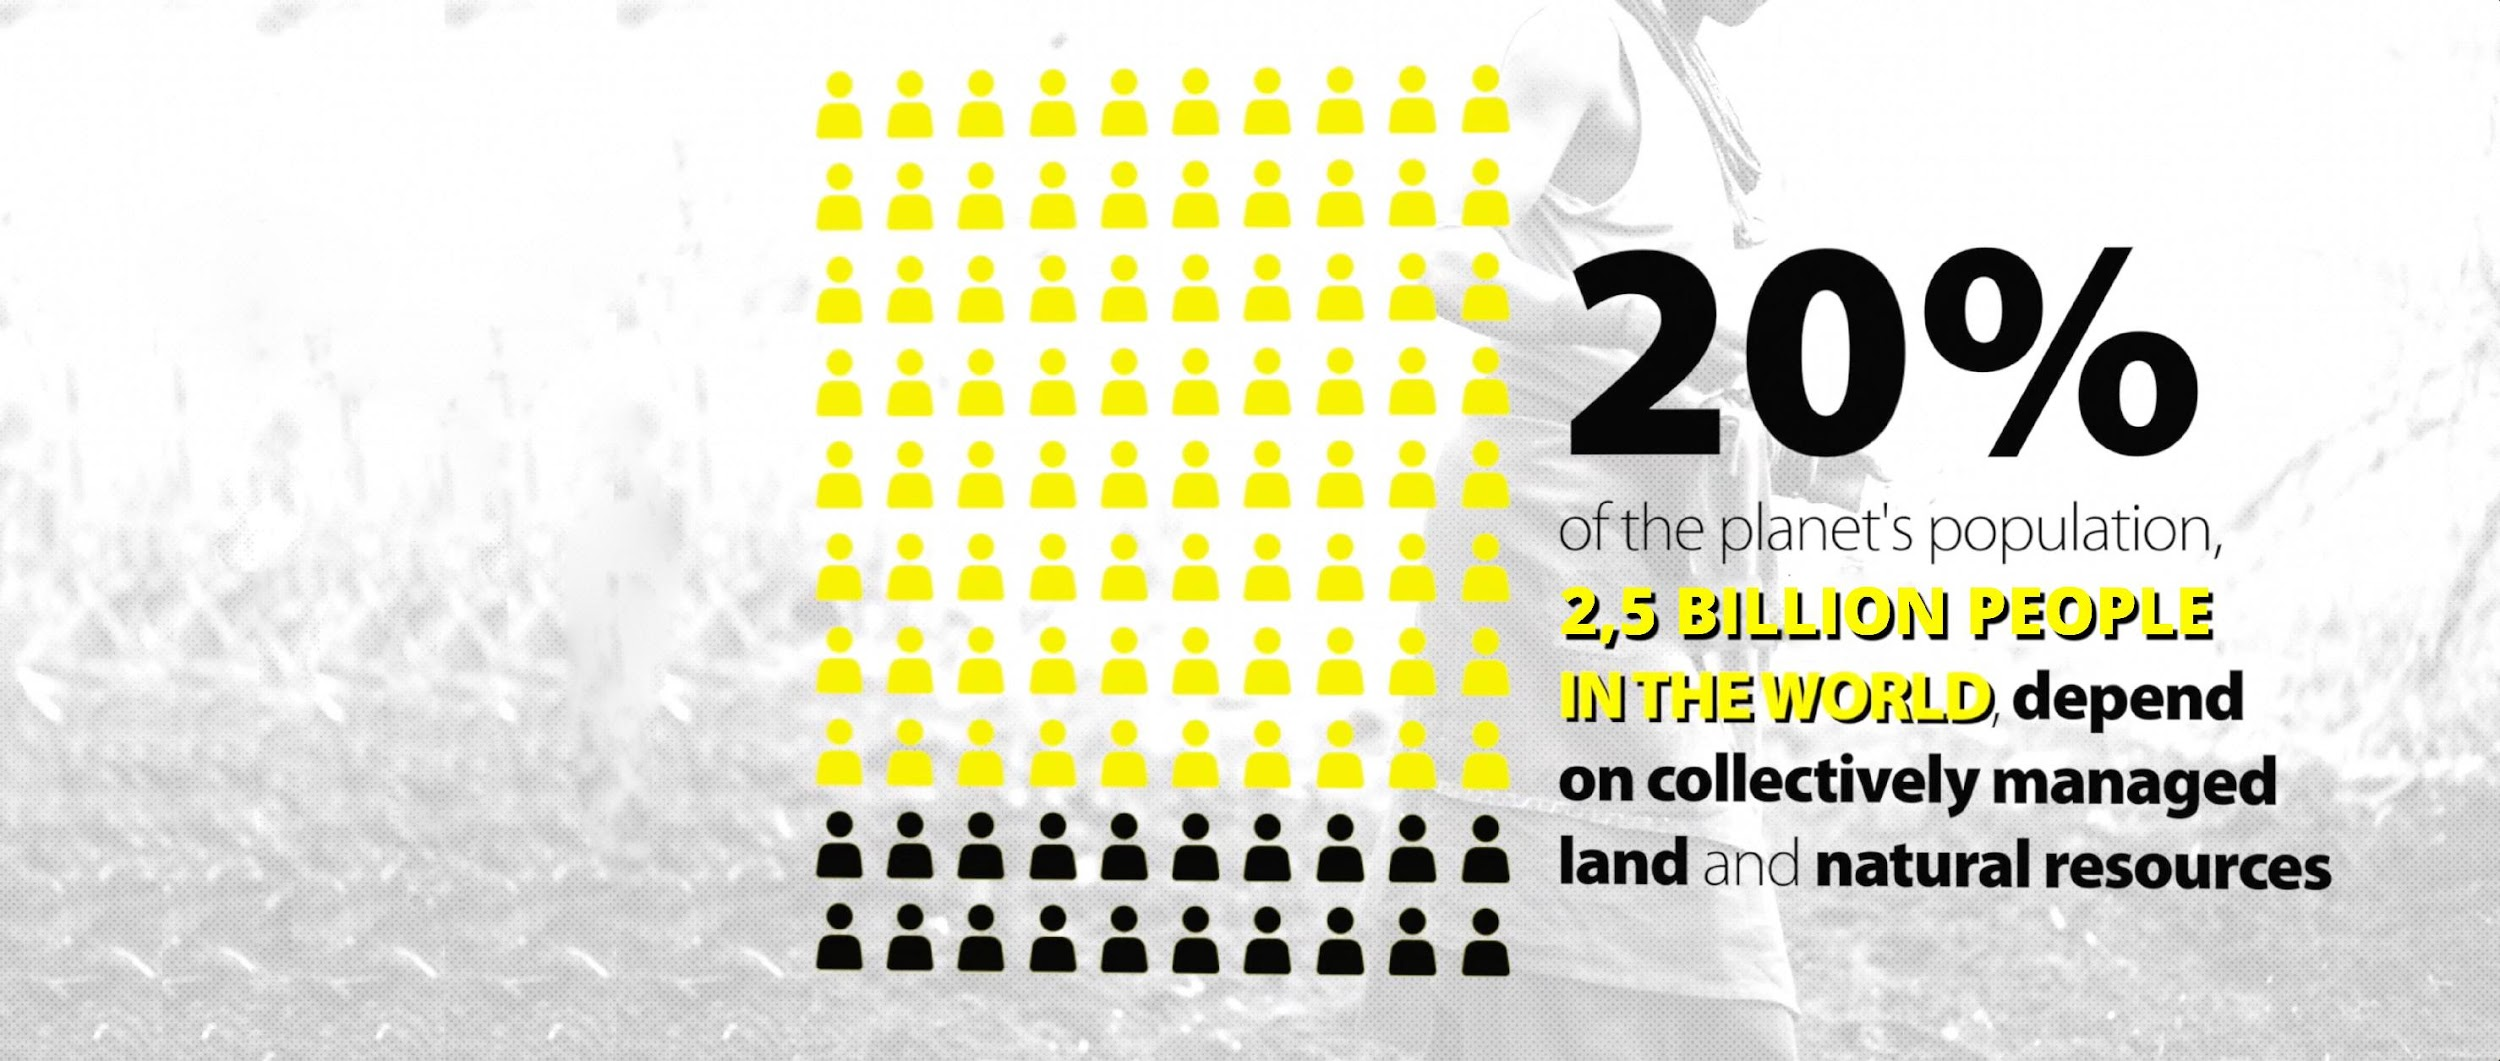 20%
of the planet's population,
2,5 BILLION PEOPLE
IN THE WORLD, depend
on collectively managed
land and natural resources